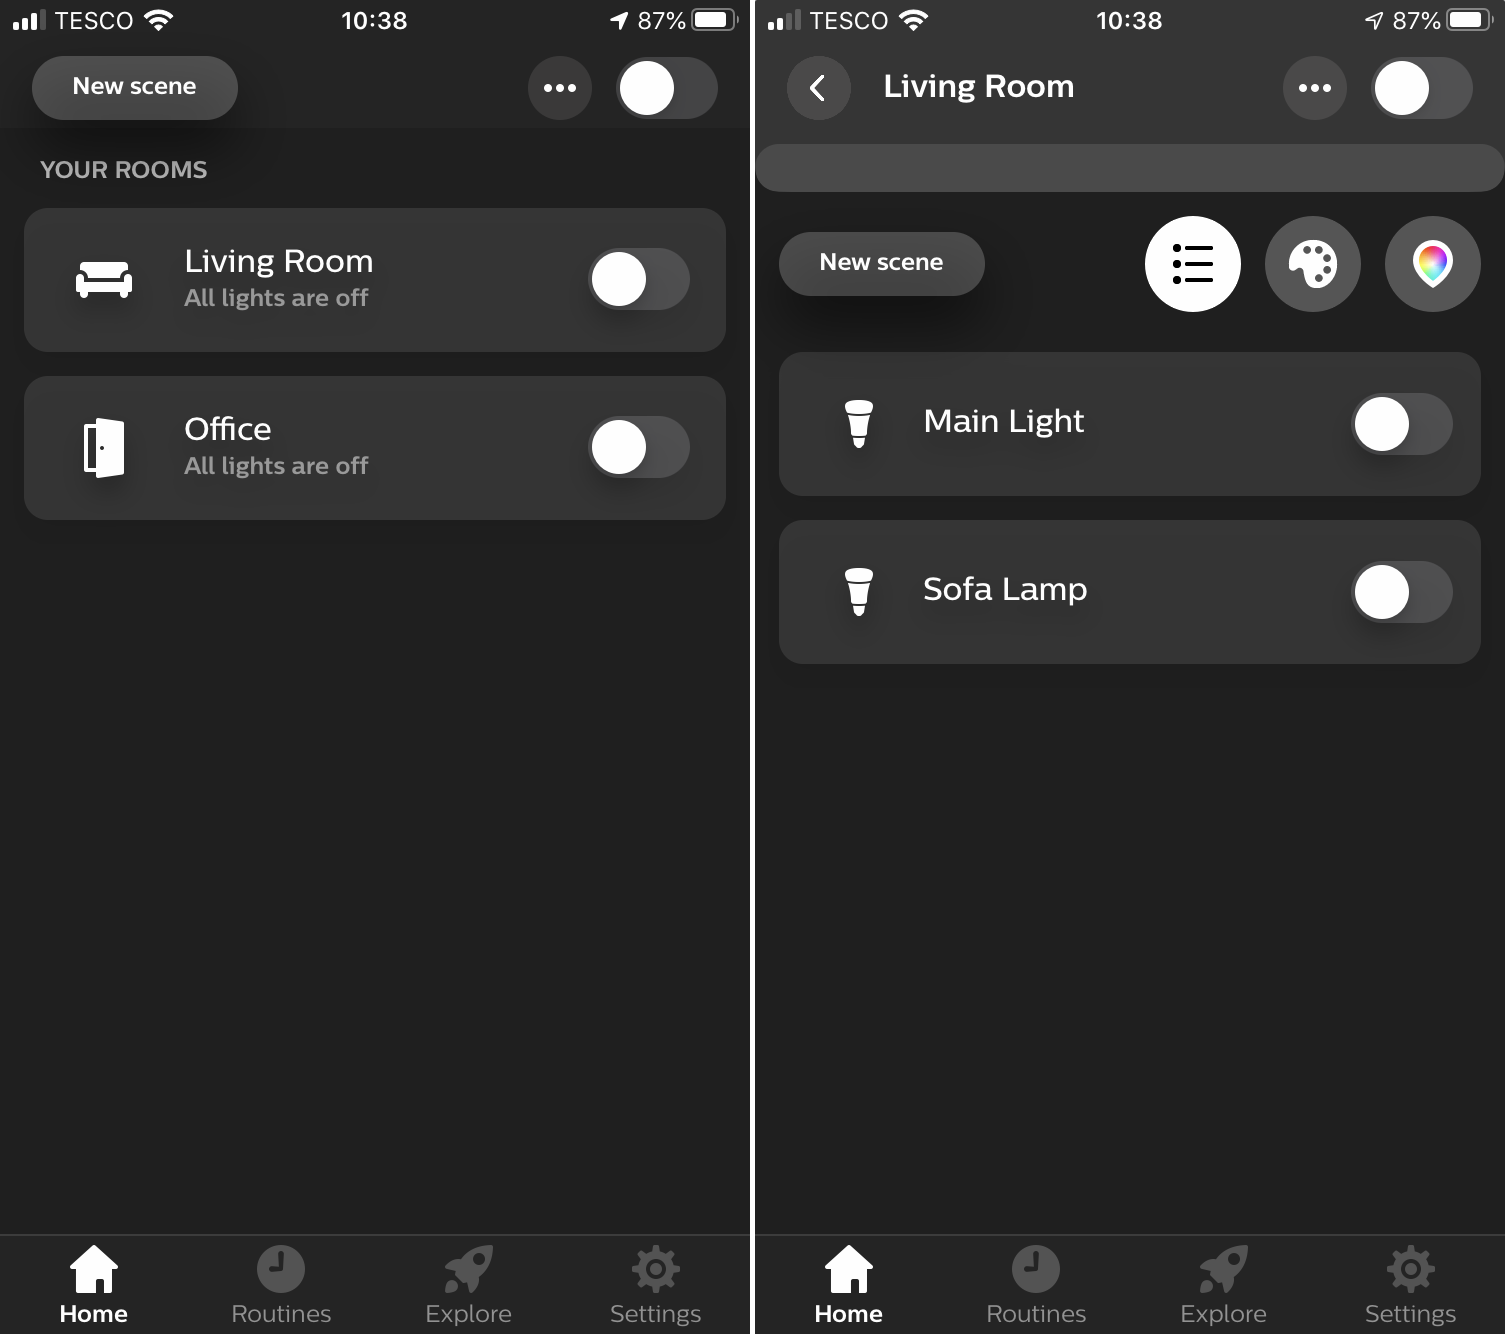 TESCO 10:38 87%
New scene
YOUR ROOMS
Living Room
All lights are off
Office
All lights are off
Home Routines Explore Settings
TESCO 10:38 87%
Living Room
New scene
Main Light
Sofa Lamp
Home Routines Explore Settings